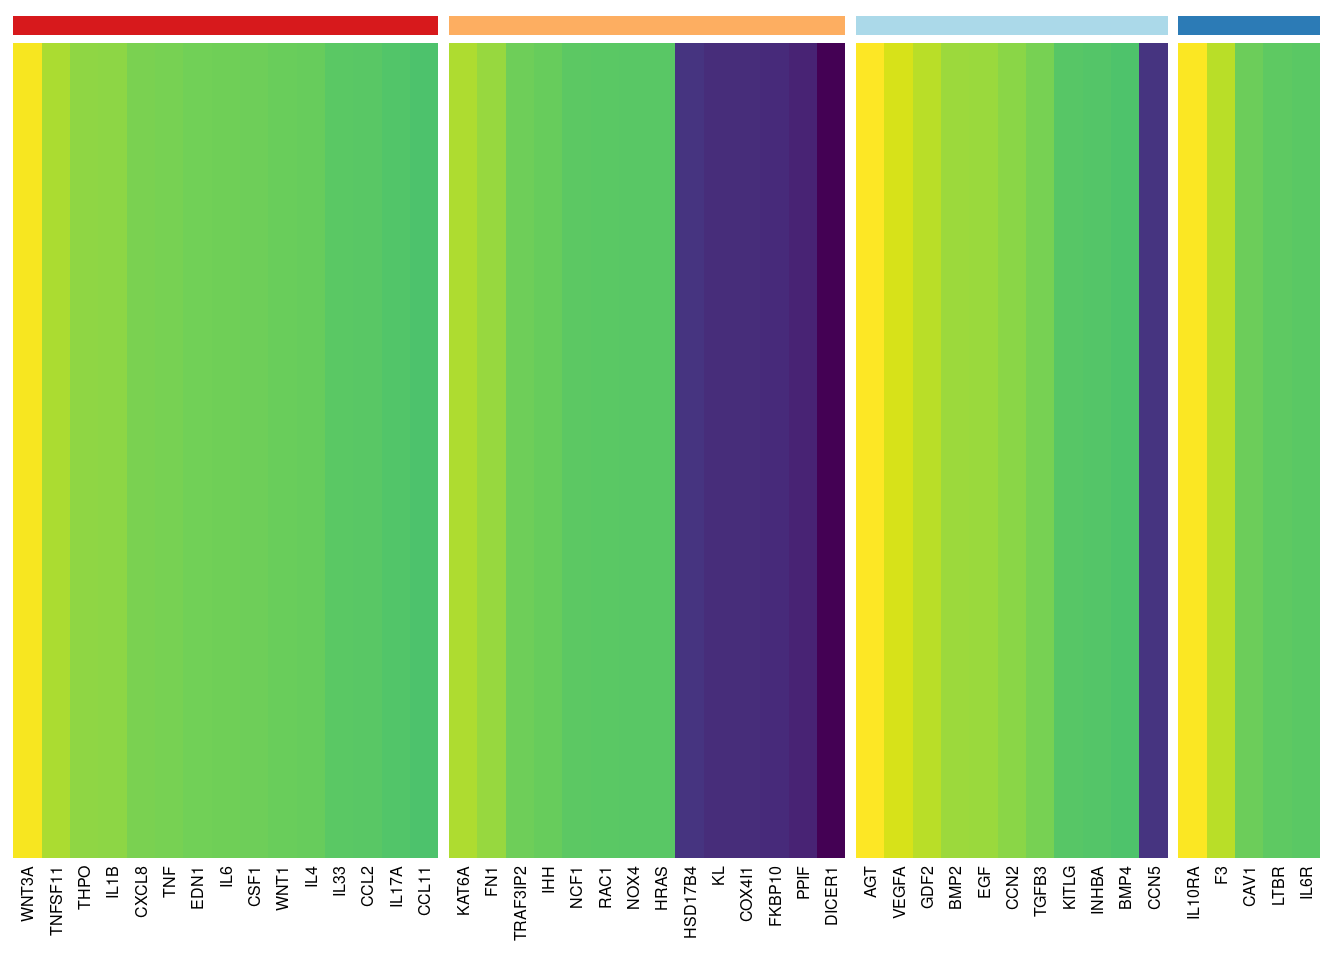 WNT3A
TNFSF11
THPO
IL1B
CXCL8
TNF
EDN1
IL6
CSF1
WNT1
IL4
IL33
CCL2
IL17A
CCL11
KAT6A
FN1
TRAF3IP2
IHH
NCF1
RAC1
NOX4
HRAS
HSD17B4
KL
COX4I1
FKBP10
PPIF
DICER1
AGT
VEGFA
GDF2
BMP2
EGF
CCN2
TGFB3
KITLG
INHBA
BMP4
CCN5
IL10RA
F3
CAV1
LTBR
IL6R